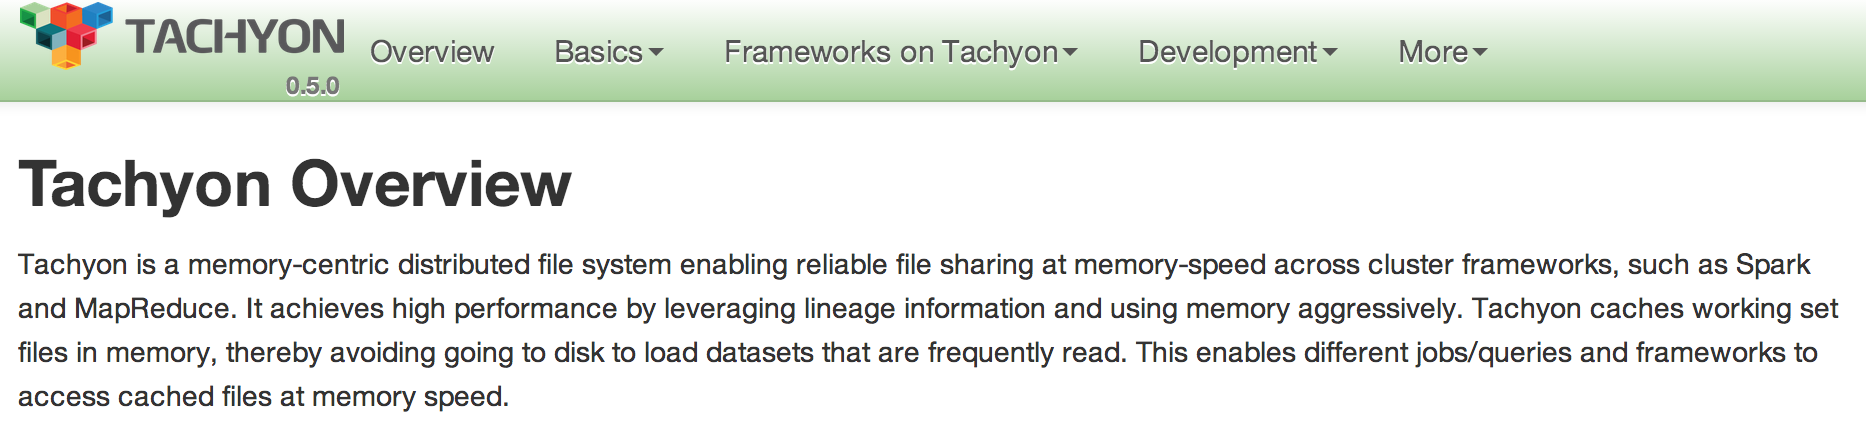 TACHYON
0.5.0
Overview Basics Frameworks on Tachyon Development More
Tachyon Overview
Tachyon is a memory-centric distributed file system enabling reliable file sharing at memory-speed across cluster frameworks, such as Spark
and MapReduce. It achieves high performance by leveraging lineage information and using memory aggressively. Tachyon caches working set
files in memory, thereby avoiding going to disk to load datasets that are frequently read. This enables different jobs/queries and frameworks to
access cached files at memory speed.